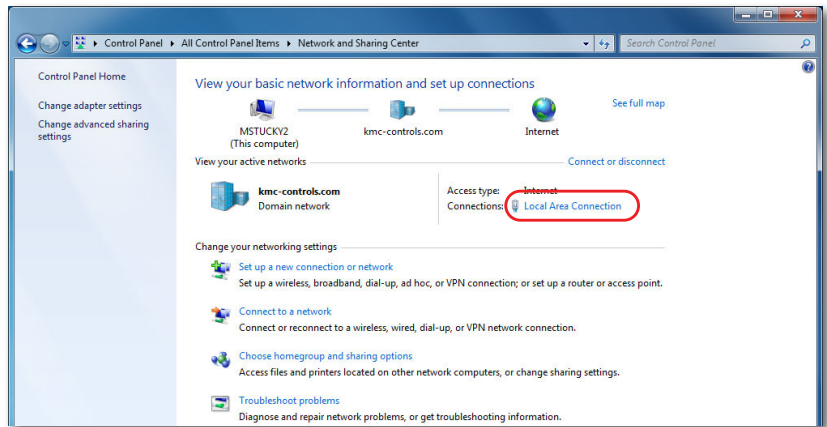 Control Panel ▸ All Control Panel Items ▸ Network and Sharing Center
Search Control Panel
Control Panel Home
Change adapter settings
Change advanced sharing
settings
View your basic network information and set up connections
See full map
MSTUCKY2
(This computer)
kmc-controls.com
Internet
View your active networks
Connect or disconnect
kmc-controls.com
Domain network
Access type: Internet
Connections: Local Area Connection
Change your networking settings
Set up a new connection or network
Set up a wireless, broadband, dial-up, ad hoc, or VPN connection; or set up a router or access point.
Connect to a network
Connect or reconnect to a wireless, wired, dial-up, or VPN network connection.
Choose homegroup and sharing options
Access files and printers located on other network computers, or change sharing settings.
Troubleshoot problems
Diagnose and repair network problems, or get troubleshooting information.